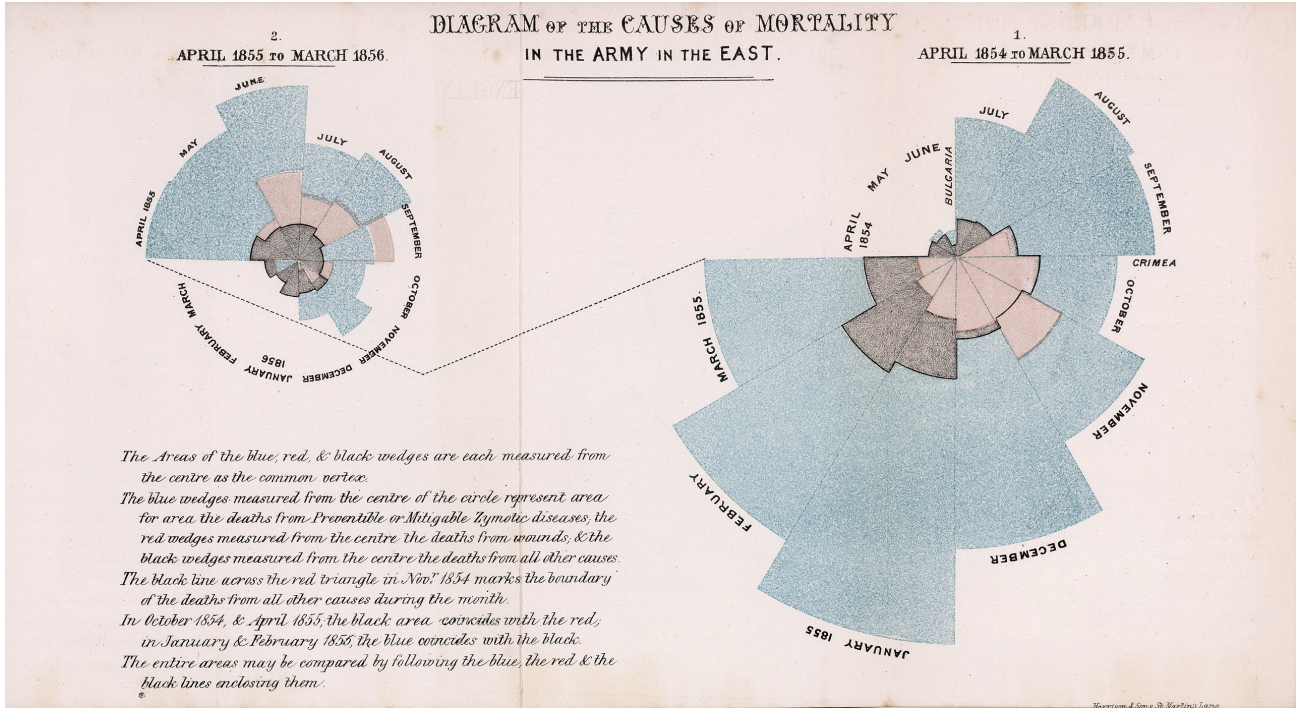 DIAGRAM OF THE CAUSES OF MORTALITY
IN THE ARMY IN THE EAST.
2.
APRIL 1855 TO MARCH 1856.
JUNE
MAY
JULY
AUGUST
APRIL 1855
SEPTEMBER
OCTOBER
NOVEMBER
DECEMBER
JANUARY
1856
FEBRUARY
MARCH
1.
APRIL 1854 TO MARCH 1855.
JULY
AUGUST
JUNE
BULGARIA
MAY
SEPTEMBER
APRIL
1854
CRIMEA
OCTOBER
NOVEMBER
DECEMBER
JANUARY 1855
FEBRUARY
MARCH 1855.
The Areas of the blue, red, & black wedges are each measured from
the centre as the common vertex.
The blue wedges measured from the centre of the circle represent area
for area the deaths from Preventible or Mitigable Zymotic diseases; the
red wedges measured from the centre the deaths from wounds; & the
black wedges measured from the centre the deaths from all other causes.
The black line across the red triangle in Novr. 1854 marks the boundary
of the deaths from all other causes during the month.
In October 1854, & April 1855, the black area coincides with the red;
in January & February 1855, the blue coincides with the black.
The entire areas may be compared by following the blue, the red & the
black lines enclosing them.
Harrison & Sons St. Martins Lane